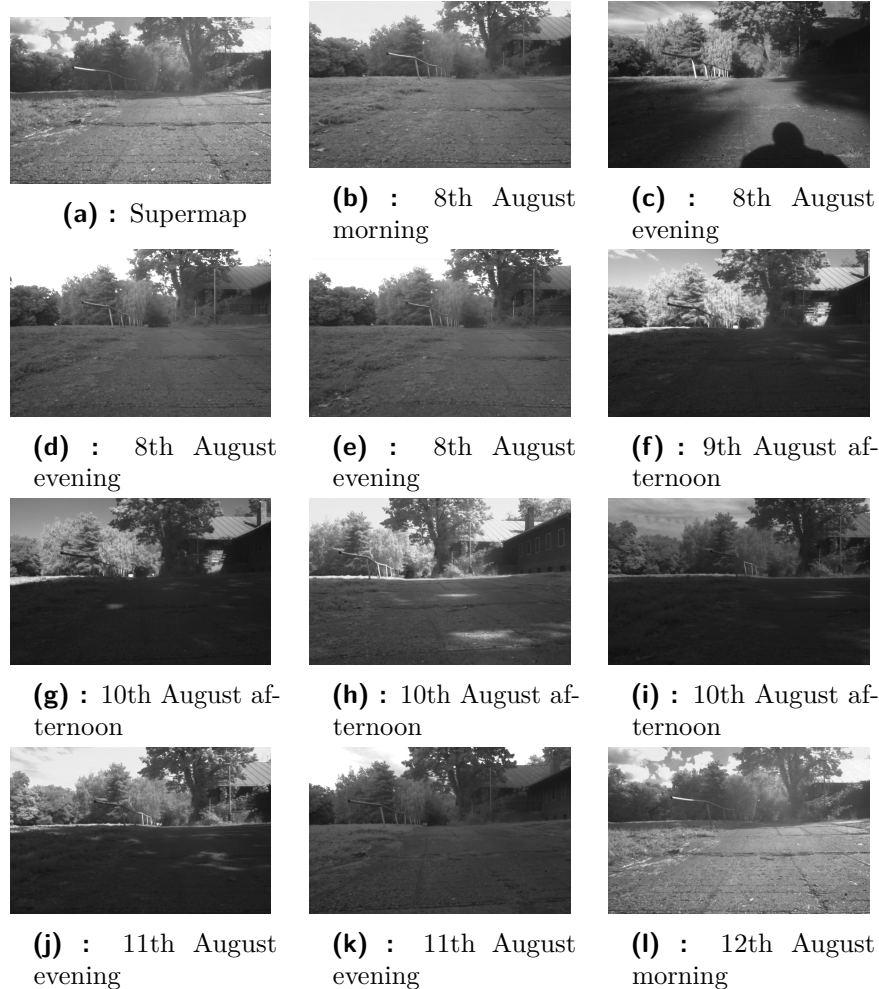 (a) : Supermap
(b) : 8th August
morning
(c) : 8th August
evening
(d) : 8th August
evening
(e) : 8th August
evening
(f) : 9th August af-
ternoon
(g) : 10th August af-
ternoon
(h) : 10th August af-
ternoon
(i) : 10th August af-
ternoon
(j) : 11th August
evening
(k) : 11th August
evening
(l) : 12th August
morning